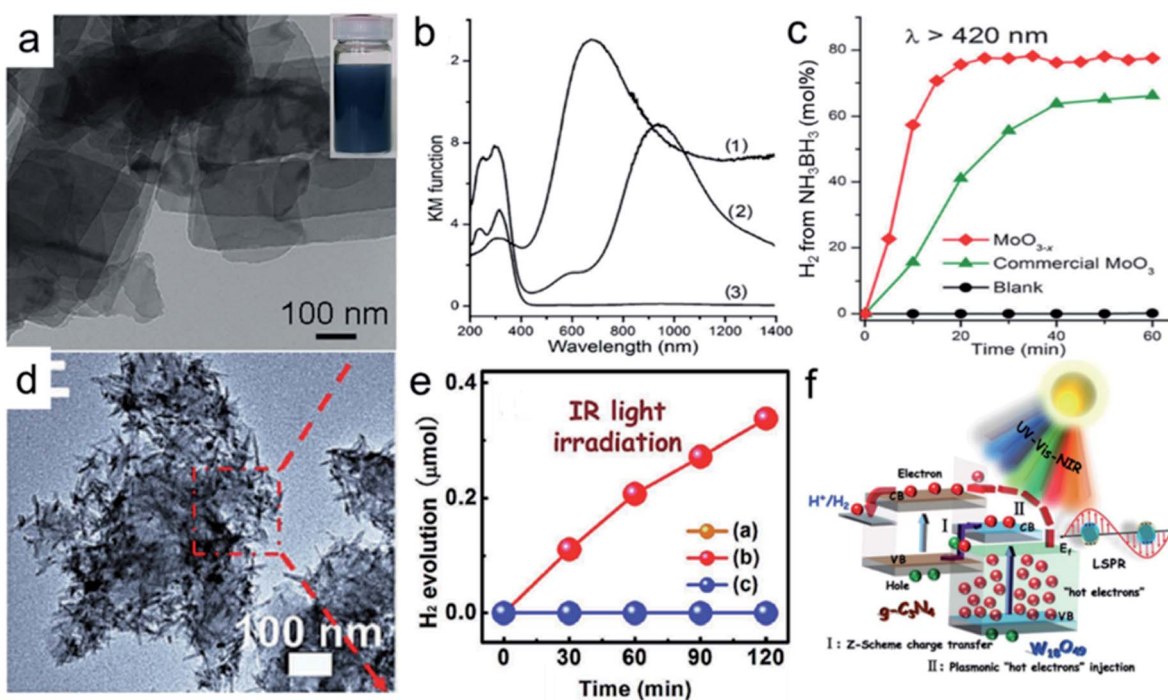 a
100 nm
b
KM function
2
8
4
0
(1)
(2)
(3)
200 400 600 800 1000 1200 1400
Wavelength (nm)
c
λ > 420 nm
H₂ from NH₃BH₃ (mol%)
80
60
40
20
0
MoO₃₋ₓ
Commercial MoO₃
Blank
0 10 20 30 40 50 60
Time (min)
d
100 nm
e
IR light
irradiation
H₂ evolution (μmol)
0.4
0.2
0.0
(a)
(b)
(c)
0 30 60 90 120
Time (min)
f
UV-Vis-NIR
Electron
H⁺/H₂
CB
II
I
CB
VB
Ef
LSPR
Hole
"hot electrons"
g-C₃N₄
VB
W₁₈O₄₉
I : Z-Scheme charge transfer
II : Plasmonic "hot electrons" injection